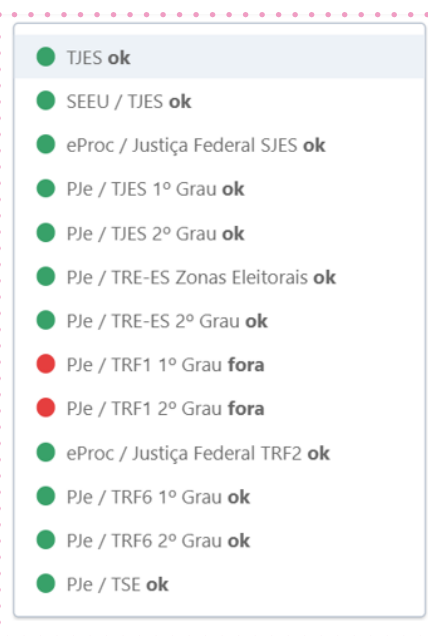 TJES ok
SEEU / TJES ok
eProc / Justiça Federal SJES ok
PJe / TJES 1º Grau ok
PJe / TJES 2º Grau ok
PJe / TRE-ES Zonas Eleitorais ok
PJe / TRE-ES 2º Grau ok
PJe / TRF1 1º Grau fora
PJe / TRF1 2º Grau fora
eProc / Justiça Federal TRF2 ok
PJe / TRF6 1º Grau ok
PJe / TRF6 2º Grau ok
PJe / TSE ok